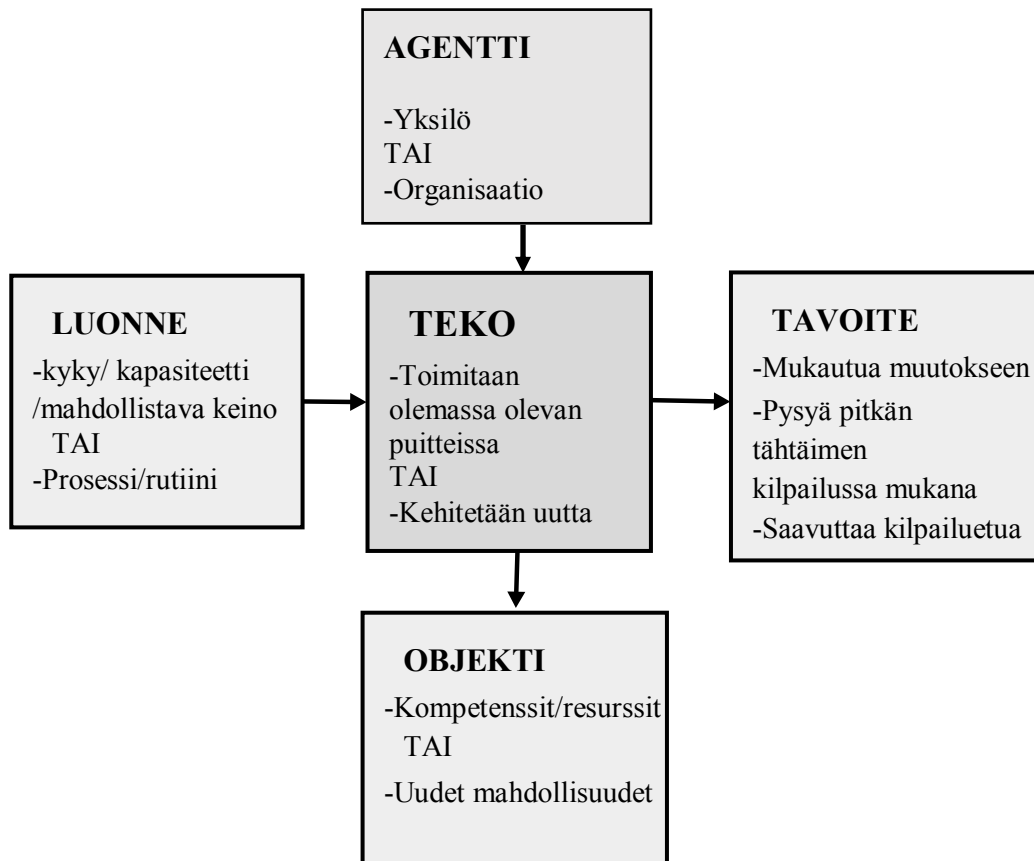 AGENTTI
-Yksilö
TAI
-Organisaatio
LUONNE
-kyky/ kapasiteetti
/mahdollistava keino
TAI
-Prosessi/rutiini
TEKO
-Toimitaan
olemassa olevan
puitteissa
TAI
-Kehitetään uutta
TAVOITE
-Mukautua muutokseen
-Pysyä pitkän
tähtäimen
kilpailussa mukana
-Saavuttaa kilpailuetua
OBJEKTI
-Kompetenssit/resurssit
TAI
-Uudet mahdollisuudet